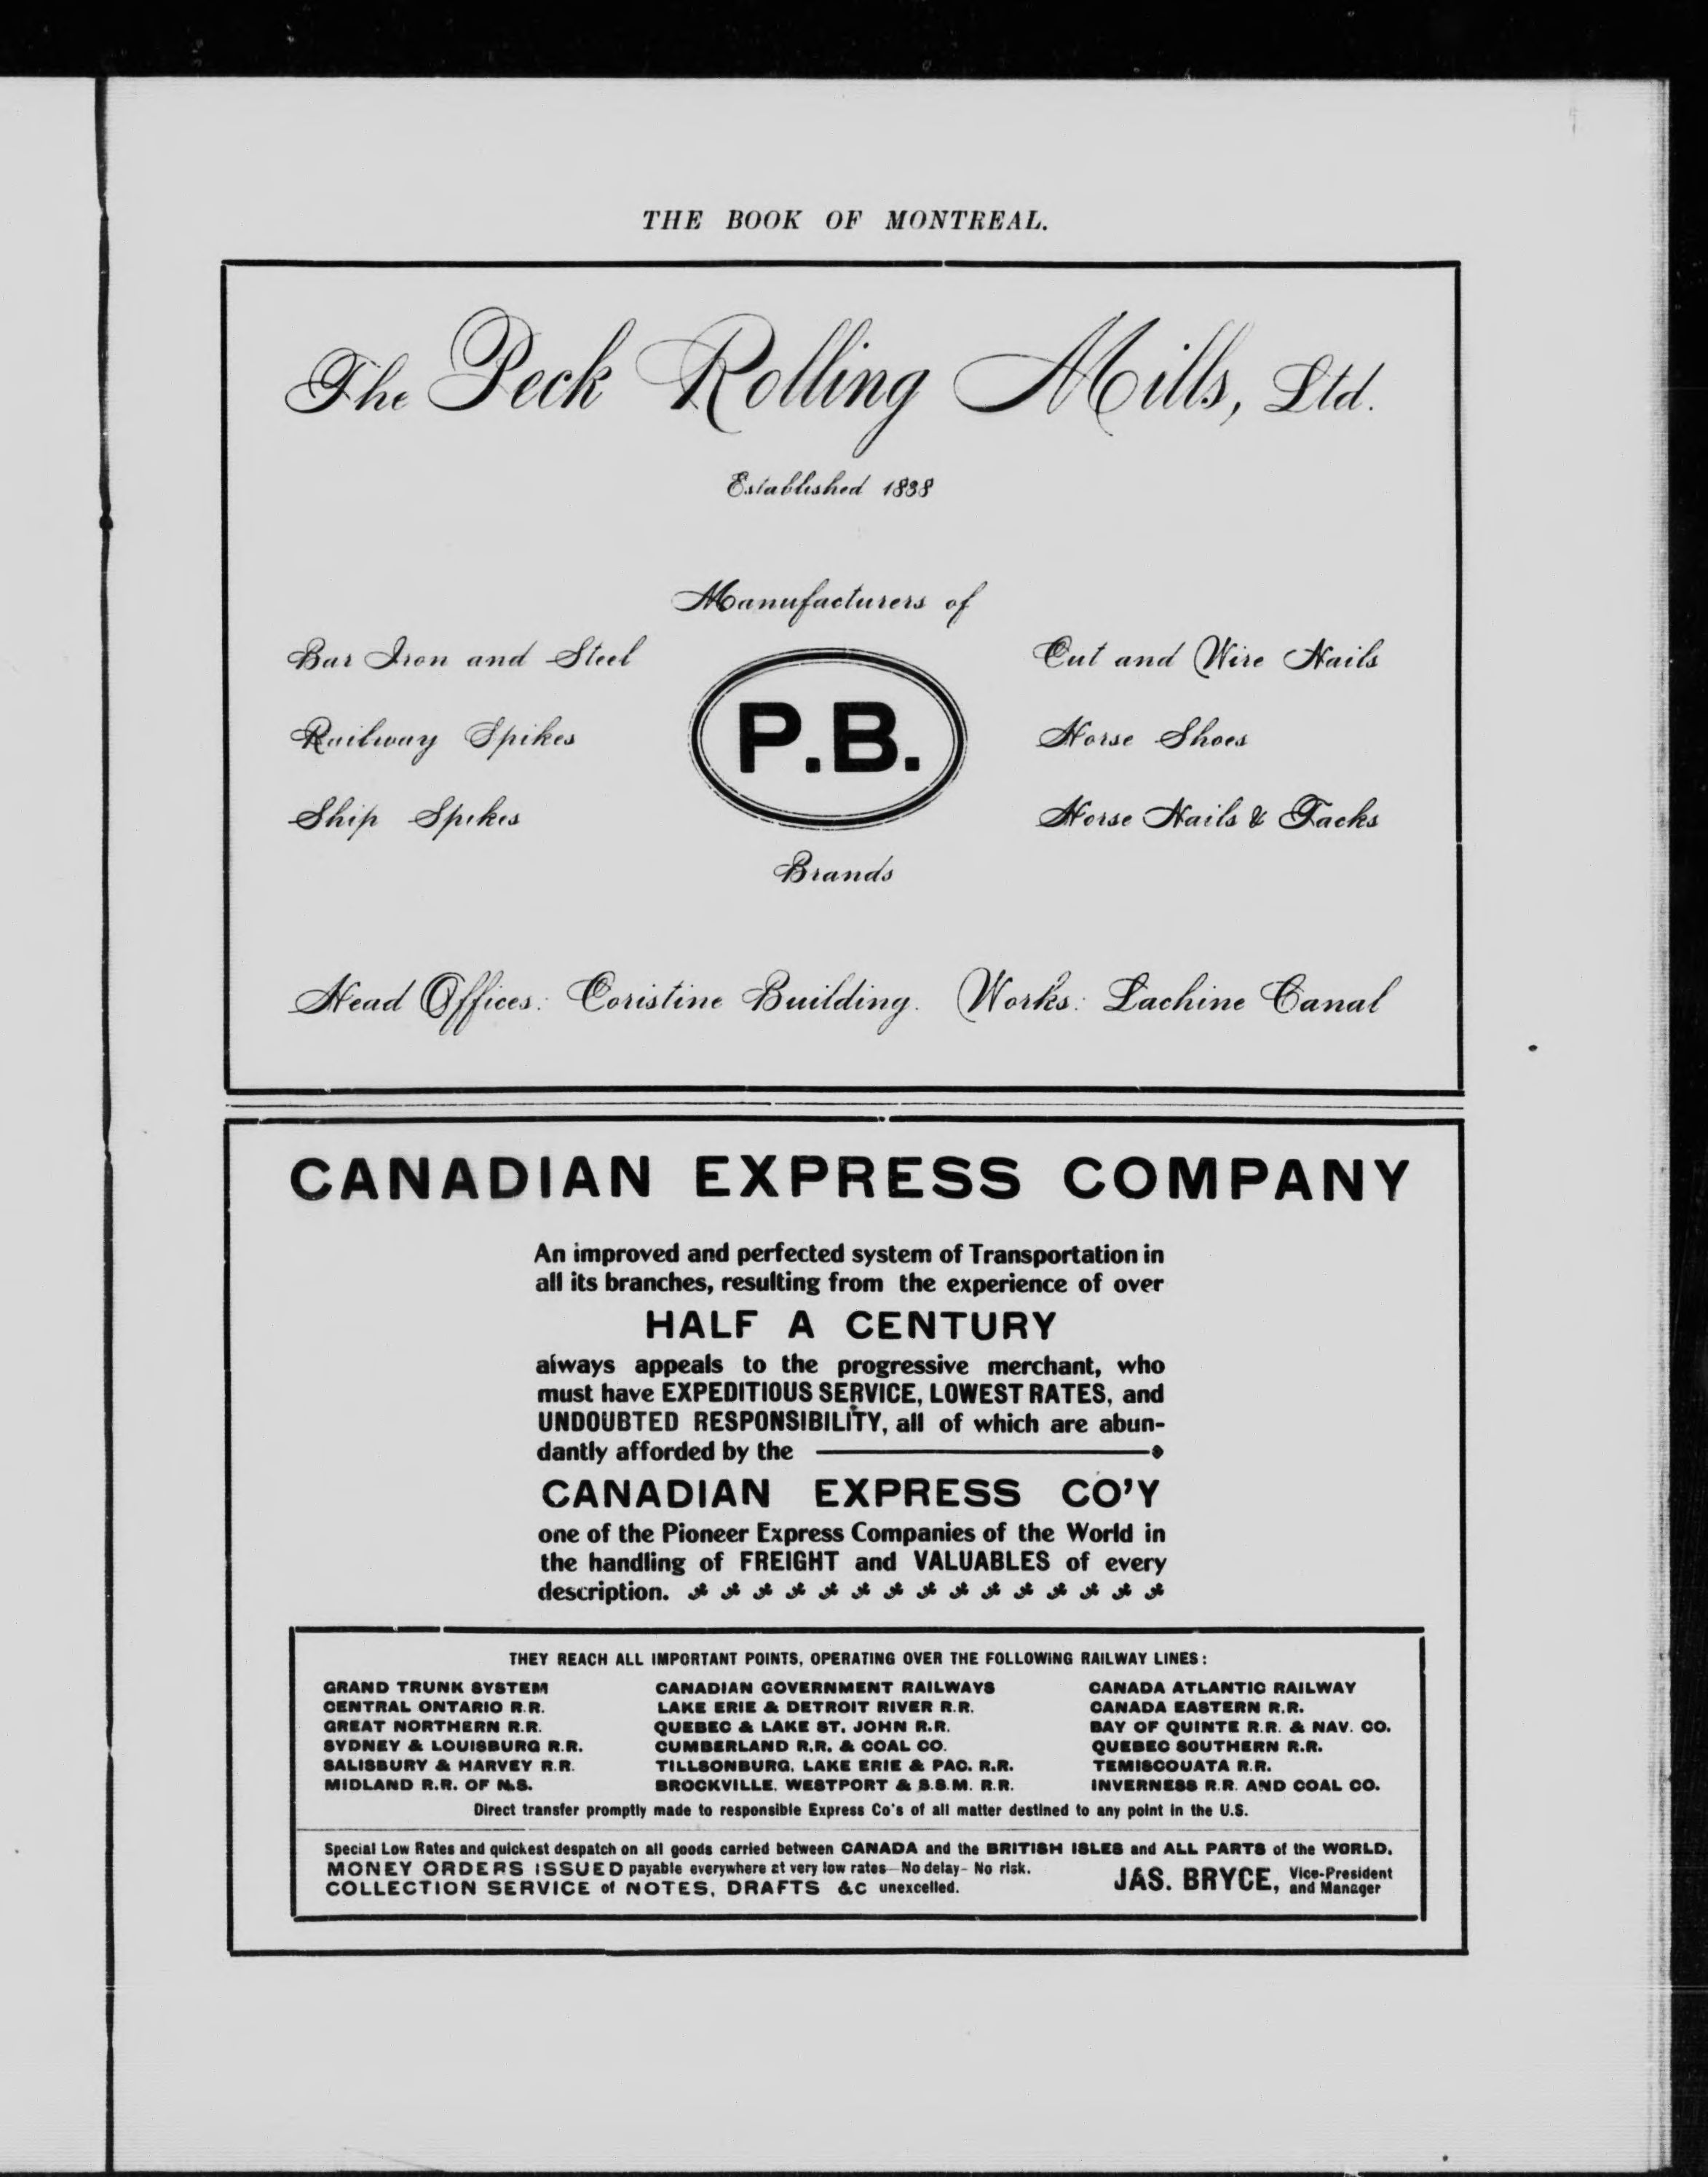 THE BOOK OF MONTREAL.
The Peck Rolling Mills, Ltd.
Established 1838
Manufacturers of
Bar Iron and Steel
Railway Spikes
Ship Spikes
P.B.
Brands
Cut and Wire Nails
Horse Shoes
Horse Nails & Tacks
Head Offices: Coristine Building. Works: Lachine Canal
CANADIAN EXPRESS COMPANY
An improved and perfected system of Transportation in
all its branches, resulting from the experience of over
HALF A CENTURY
always appeals to the progressive merchant, who
must have EXPEDITIOUS SERVICE, LOWEST RATES, and
UNDOUBTED RESPONSIBILITY, all of which are abun-
dantly afforded by the
CANADIAN EXPRESS CO'Y
one of the Pioneer Express Companies of the World in
the handling of FREIGHT and VALUABLES of every
description.
THEY REACH ALL IMPORTANT POINTS, OPERATING OVER THE FOLLOWING RAILWAY LINES:
GRAND TRUNK SYSTEM
CENTRAL ONTARIO R.R.
GREAT NORTHERN R.R.
SYDNEY & LOUISBURG R.R.
SALISBURY & HARVEY R.R.
MIDLAND R.R. OF N.S.
CANADIAN GOVERNMENT RAILWAYS
LAKE ERIE & DETROIT RIVER R.R.
QUEBEC & LAKE ST. JOHN R.R.
CUMBERLAND R.R. & COAL CO.
TILLSONBURG, LAKE ERIE & PAC. R.R.
BROCKVILLE, WESTPORT & S.S.M. R.R.
CANADA ATLANTIC RAILWAY
CANADA EASTERN R.R.
BAY OF QUINTE R.R. & NAV. CO.
QUEBEC SOUTHERN R.R.
TEMISCOUATA R.R.
INVERNESS R.R. AND COAL CO.
Direct transfer promptly made to responsible Express Co's of all matter destined to any point in the U.S.
Special Low Rates and quickest despatch on all goods carried between CANADA and the BRITISH ISLES and ALL PARTS of the WORLD.
MONEY ORDERS ISSUED payable everywhere at very low rates—No delay- No risk.
COLLECTION SERVICE of NOTES, DRAFTS &C unexcelled.
JAS. BRYCE, Vice-President
and Manager